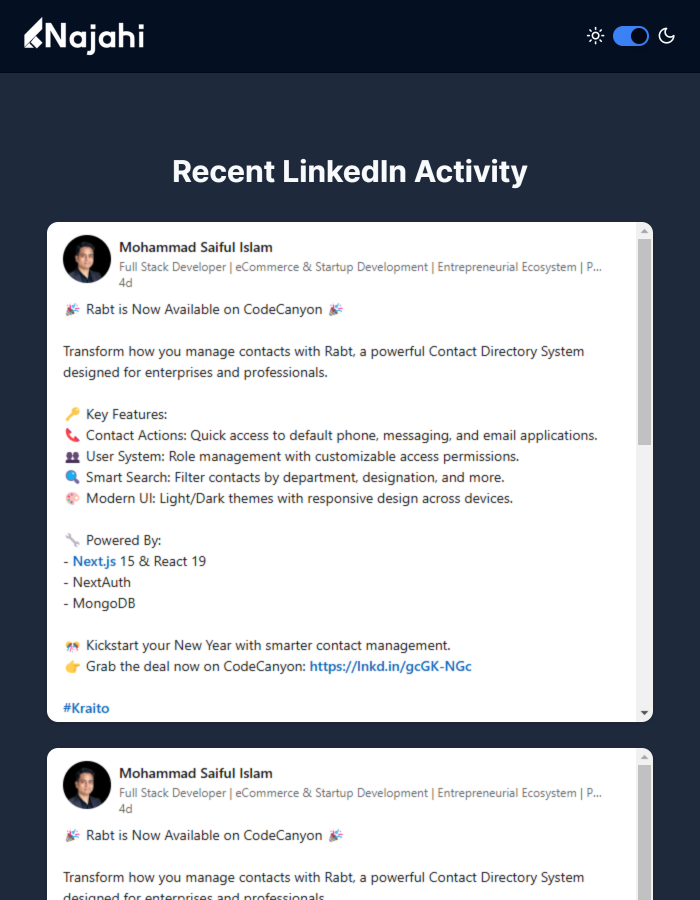 Najahi
Recent LinkedIn Activity
Mohammad Saiful Islam
Full Stack Developer | eCommerce & Startup Development | Entrepreneurial Ecosystem | P...
4d
🎉 Rabt is Now Available on CodeCanyon 🎉
Transform how you manage contacts with Rabt, a powerful Contact Directory System
designed for enterprises and professionals.
🔑 Key Features:
📞 Contact Actions: Quick access to default phone, messaging, and email applications.
👥 User System: Role management with customizable access permissions.
🔍 Smart Search: Filter contacts by department, designation, and more.
🎨 Modern UI: Light/Dark themes with responsive design across devices.
🔧 Powered By:
- Next.js 15 & React 19
- NextAuth
- MongoDB
🎊 Kickstart your New Year with smarter contact management.
👉 Grab the deal now on CodeCanyon: https://lnkd.in/gcGK-NGc
#Kraito
Mohammad Saiful Islam
Full Stack Developer | eCommerce & Startup Development | Entrepreneurial Ecosystem | P...
4d
🎉 Rabt is Now Available on CodeCanyon 🎉
Transform how you manage contacts with Rabt, a powerful Contact Directory System
designed for enterprises and professionals.